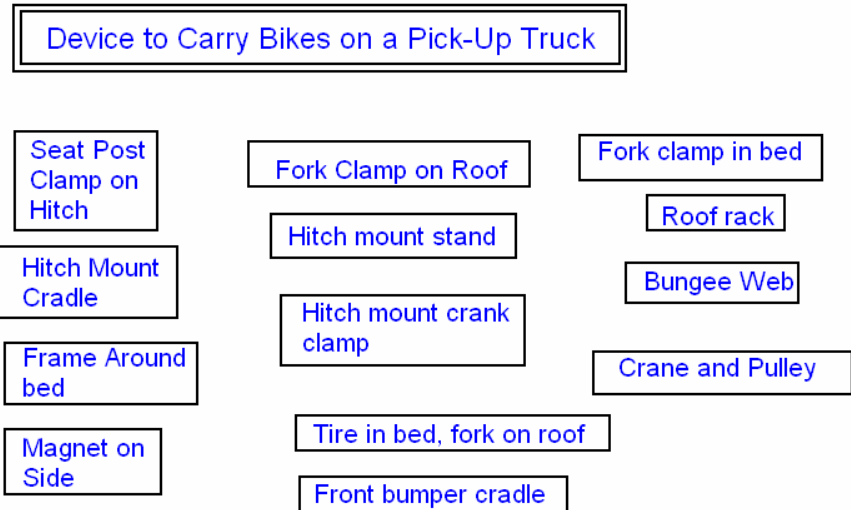 Device to Carry Bikes on a Pick-Up Truck
Seat Post
Clamp on
Hitch
Hitch Mount
Cradle
Frame Around
bed
Magnet on
Side
Fork Clamp on Roof
Hitch mount stand
Hitch mount crank
clamp
Tire in bed, fork on roof
Front bumper cradle
Fork clamp in bed
Roof rack
Bungee Web
Crane and Pulley